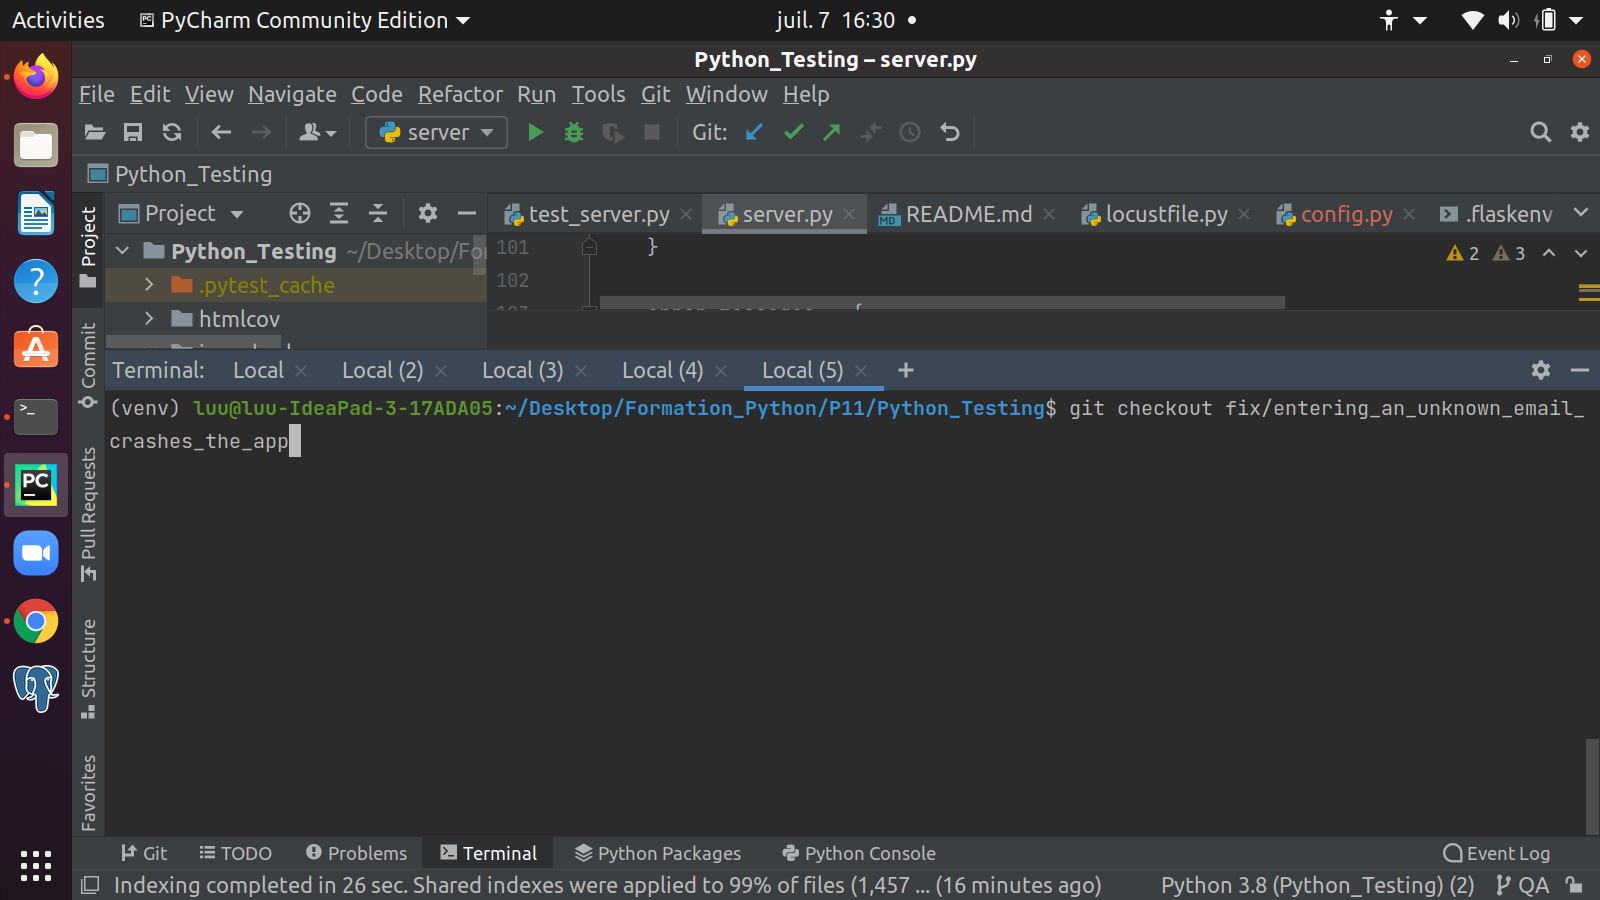 Activities PyCharm Community Edition juil. 7 16:30
Python_Testing – server.py
File Edit View Navigate Code Refactor Run Tools Git Window Help
server Git:
Python_Testing
Project test_server.py server.py README.md locustfile.py config.py .flaskenv
Python_Testing ~/Desktop/For 101 } 2 3
.pytest_cache 102
htmlcov
Project
Commit
Pull Requests
Structure
Favorites
Terminal: Local Local (2) Local (3) Local (4) Local (5)
(venv) luu@luu-IdeaPad-3-17ADA05:~/Desktop/Formation_Python/P11/Python_Testing$ git checkout fix/entering_an_unknown_email_
crashes_the_app
Git TODO Problems Terminal Python Packages Python Console Event Log
Indexing completed in 26 sec. Shared indexes were applied to 99% of files (1,457 ... (16 minutes ago) Python 3.8 (Python_Testing) (2) QA